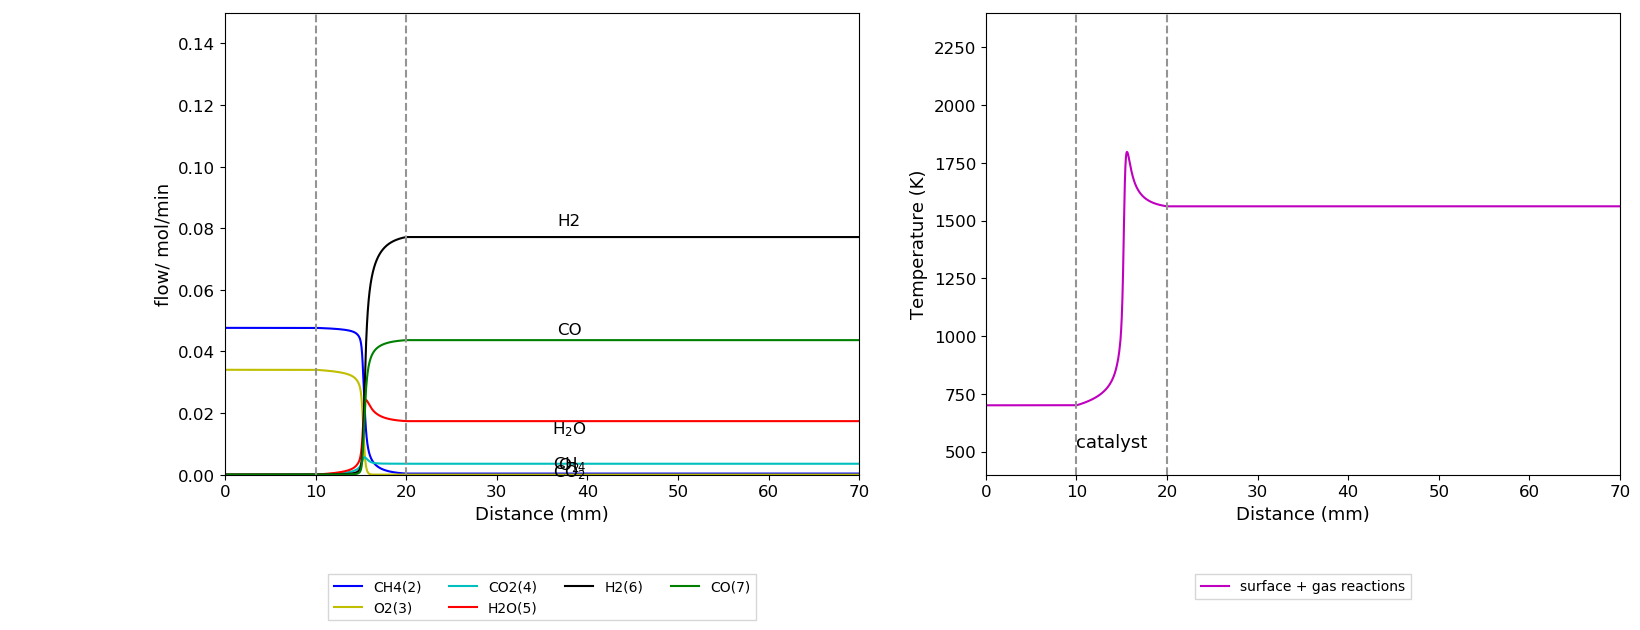 0.14
0.12
0.10
0.08
0.06
0.04
0.02
0.00
flow/ mol/min
H2
CO
H₂O
0 10 20 30 40 50 60 70
Distance (mm)
CH4(2) CO2(4) H2(6) CO(7)
O2(3) H2O(5)
2250
2000
1750
1500
1250
1000
750
500
Temperature (K)
catalyst
0 10 20 30 40 50 60 70
Distance (mm)
surface + gas reactions